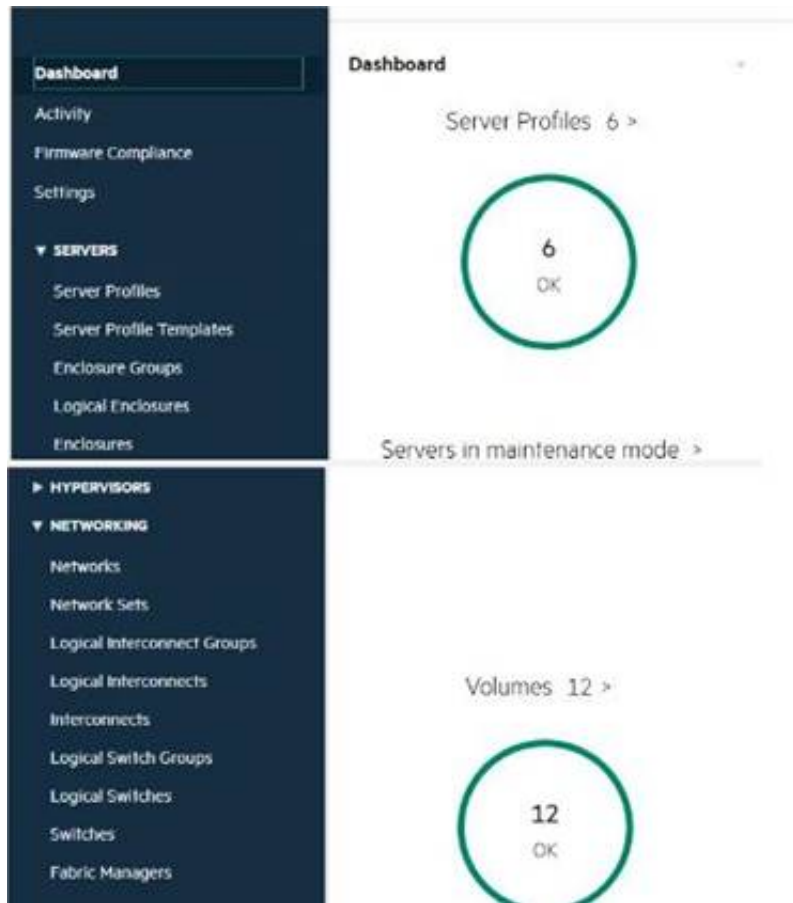 Dashboard
Activity
Firmware Compliance
Settings
▼ SERVERS
Server Profiles
Server Profile Templates
Enclosure Groups
Logical Enclosures
Enclosures
▶ HYPERVISORS
▼ NETWORKING
Networks
Network Sets
Logical Interconnect Groups
Logical Interconnects
Interconnects
Logical Switch Groups
Logical Switches
Switches
Fabric Managers
Dashboard
Server Profiles 6 >
6
OK
Servers in maintenance mode >
Volumes 12 >
12
OK